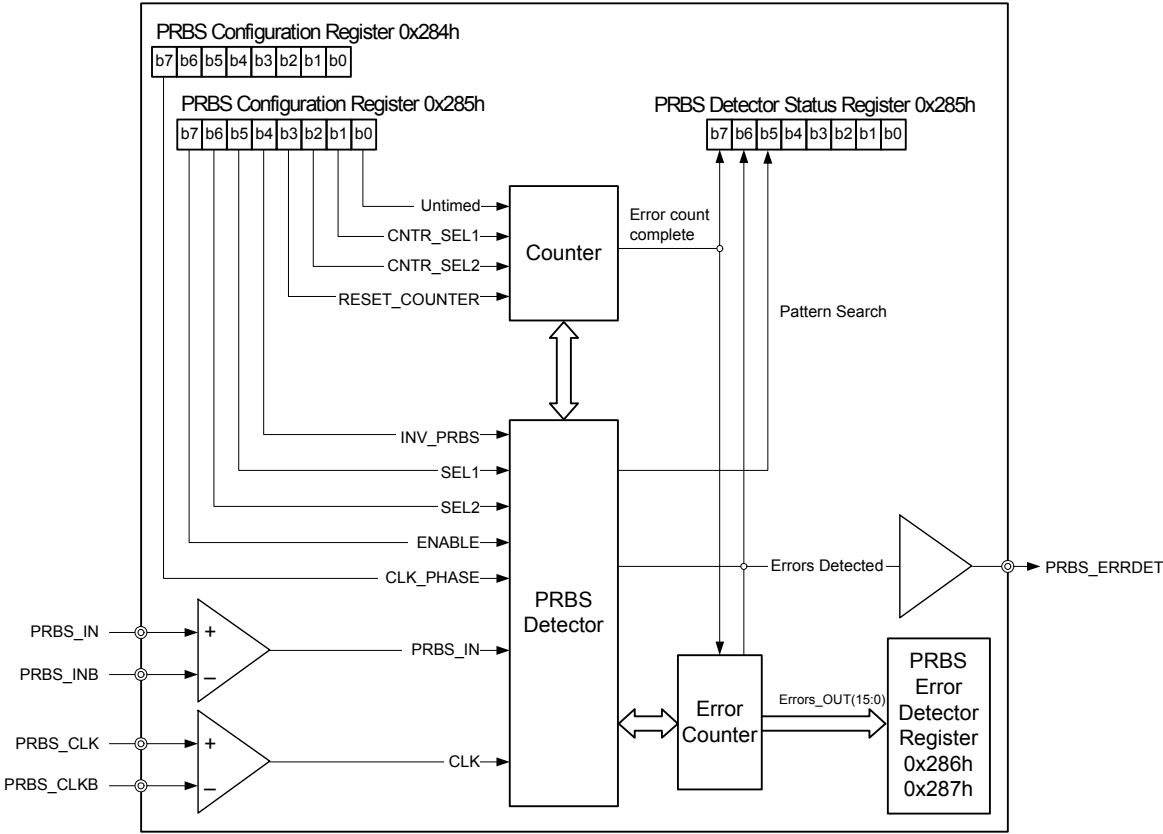 PRBS Configuration Register 0x284h
b7 b6 b5 b4 b3 b2 b1 b0
PRBS Configuration Register 0x285h
b7 b6 b5 b4 b3 b2 b1 b0
PRBS Detector Status Register 0x285h
b7 b6 b5 b4 b3 b2 b1 b0
Untimed
CNTR_SEL1
CNTR_SEL2
RESET_COUNTER
Counter
Error count
complete
Pattern Search
INV_PRBS
SEL1
SEL2
ENABLE
CLK_PHASE
PRBS
Detector
Errors Detected
PRBS_ERRDET
PRBS_IN
+
PRBS_INB
–
PRBS_IN
PRBS_CLK
+
PRBS_CLKB
–
CLK
Error
Counter
Errors_OUT(15:0)
PRBS
Error
Detector
Register
0x286h
0x287h